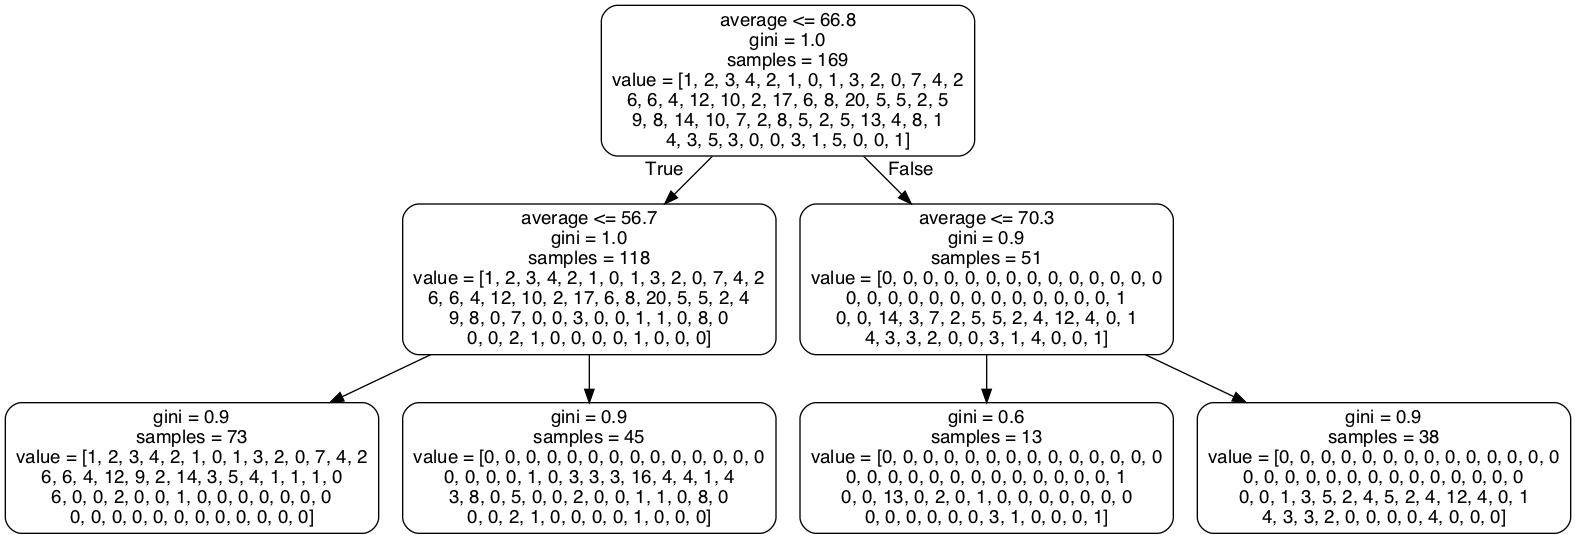 average <= 66.8
gini = 1.0
samples = 169
value = [1, 2, 3, 4, 2, 1, 0, 1, 3, 2, 0, 7, 4, 2
6, 6, 4, 12, 10, 2, 17, 6, 8, 20, 5, 5, 2, 5
9, 8, 14, 10, 7, 2, 8, 5, 2, 5, 13, 4, 8, 1
4, 3, 5, 3, 0, 0, 3, 1, 5, 0, 0, 1]
True
False
average <= 56.7
gini = 1.0
samples = 118
value = [1, 2, 3, 4, 2, 1, 0, 1, 3, 2, 0, 7, 4, 2
6, 6, 4, 12, 10, 2, 17, 6, 8, 20, 5, 5, 2, 4
9, 8, 0, 7, 0, 0, 3, 0, 0, 1, 1, 0, 8, 0
0, 0, 2, 1, 0, 0, 0, 0, 1, 0, 0, 0]
average <= 70.3
gini = 0.9
samples = 51
value = [0, 0, 0, 0, 0, 0, 0, 0, 0, 0, 0, 0, 0, 0
0, 0, 0, 0, 0, 0, 0, 0, 0, 0, 0, 0, 0, 1
0, 0, 14, 3, 7, 2, 5, 5, 2, 4, 12, 4, 0, 1
4, 3, 3, 2, 0, 0, 3, 1, 4, 0, 0, 1]
gini = 0.9
samples = 73
value = [1, 2, 3, 4, 2, 1, 0, 1, 3, 2, 0, 7, 4, 2
6, 6, 4, 12, 9, 2, 14, 3, 5, 4, 1, 1, 1, 0
6, 0, 0, 2, 0, 0, 1, 0, 0, 0, 0, 0, 0, 0
0, 0, 0, 0, 0, 0, 0, 0, 0, 0, 0, 0]
gini = 0.9
samples = 45
value = [0, 0, 0, 0, 0, 0, 0, 0, 0, 0, 0, 0, 0, 0
0, 0, 0, 0, 1, 0, 3, 3, 3, 16, 4, 4, 1, 4
3, 8, 0, 5, 0, 0, 2, 0, 0, 1, 1, 0, 8, 0
0, 0, 2, 1, 0, 0, 0, 0, 1, 0, 0, 0]
gini = 0.6
samples = 13
value = [0, 0, 0, 0, 0, 0, 0, 0, 0, 0, 0, 0, 0, 0
0, 0, 0, 0, 0, 0, 0, 0, 0, 0, 0, 0, 0, 1
0, 0, 13, 0, 2, 0, 1, 0, 0, 0, 0, 0, 0, 0
0, 0, 0, 0, 0, 0, 3, 1, 0, 0, 0, 1]
gini = 0.9
samples = 38
value = [0, 0, 0, 0, 0, 0, 0, 0, 0, 0, 0, 0, 0, 0
0, 0, 0, 0, 0, 0, 0, 0, 0, 0, 0, 0, 0, 0
0, 0, 1, 3, 5, 2, 4, 5, 2, 4, 12, 4, 0, 1
4, 3, 3, 2, 0, 0, 0, 0, 4, 0, 0, 0]